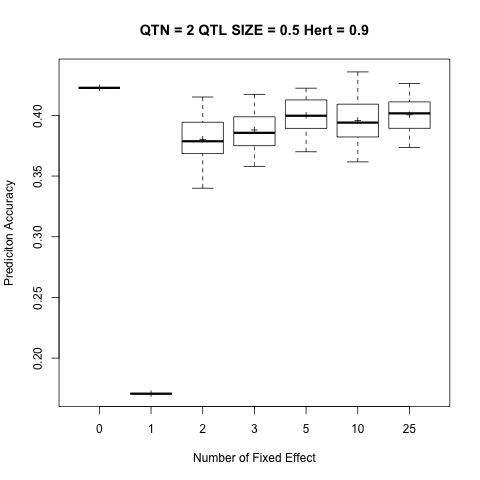 QTN = 2 QTL SIZE = 0.5 Hert = 0.9
Prediciton Accuracy
0.40
0.35
0.30
0.25
0.20
0 1 2 3 5 10 25
Number of Fixed Effect